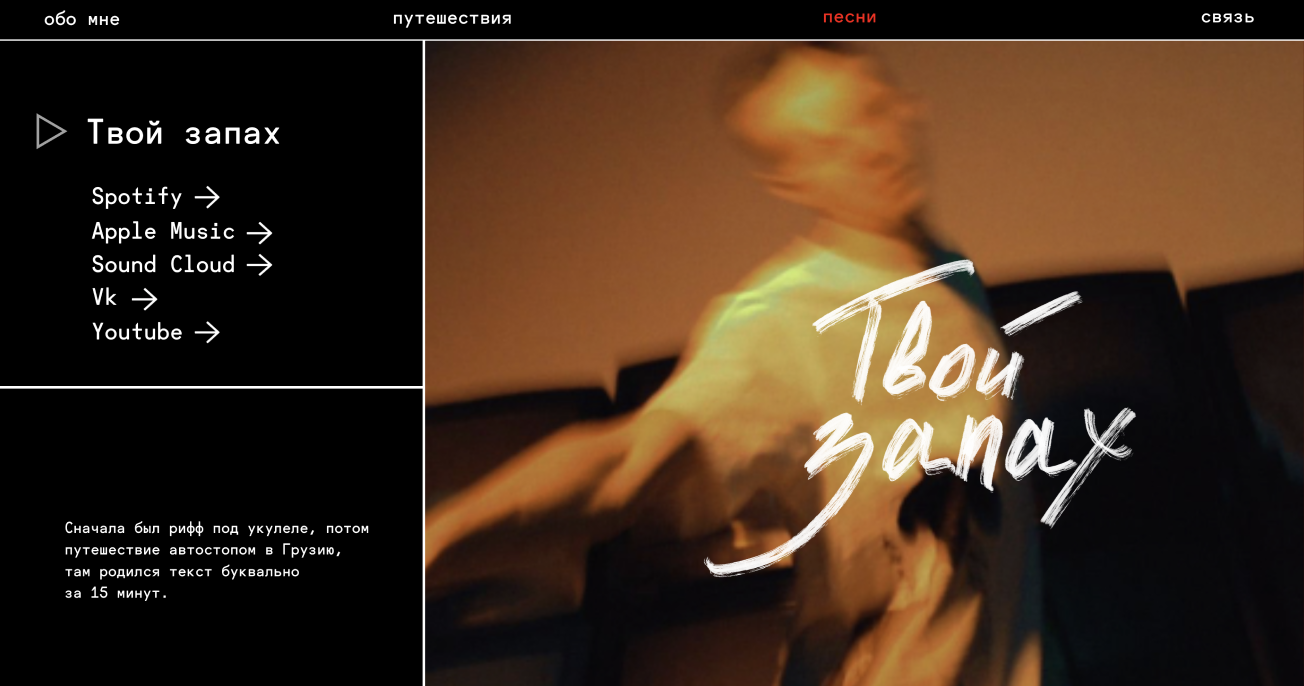 обо мне
путешествия
песни
связь
Твой запах
Spotify
Apple Music
Sound Cloud
Vk
Youtube
Сначала был рифф под укулеле, потом
путешествие автостопом в Грузию,
там родился текст буквально
за 15 минут.
Твой
запах